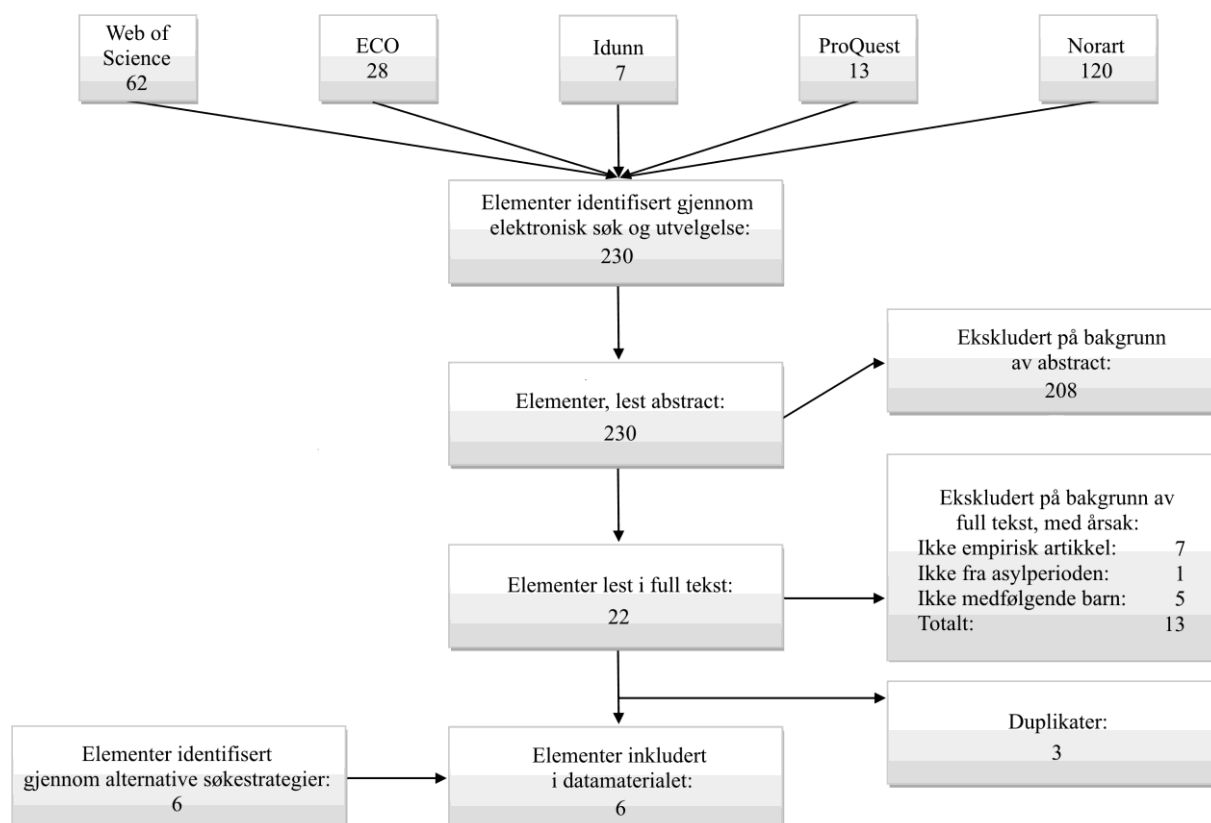 Web of
Science
62
ECO
28
Idunn
7
ProQuest
13
Norart
120
Elementer identifisert gjennom
elektronisk søk og utvelgelse:
230
Ekskludert på bakgrunn
av abstract:
208
Elementer, lest abstract:
230
Ekskludert på bakgrunn av
full tekst, med årsak:
Ikke empirisk artikkel: 7
Ikke fra asylperioden: 1
Ikke medfølgende barn: 5
Totalt: 13
Elementer lest i full tekst:
22
Duplikater:
3
Elementer identifisert
gjennom alternative søkestrategier:
6
Elementer inkludert
i datamaterialet:
6